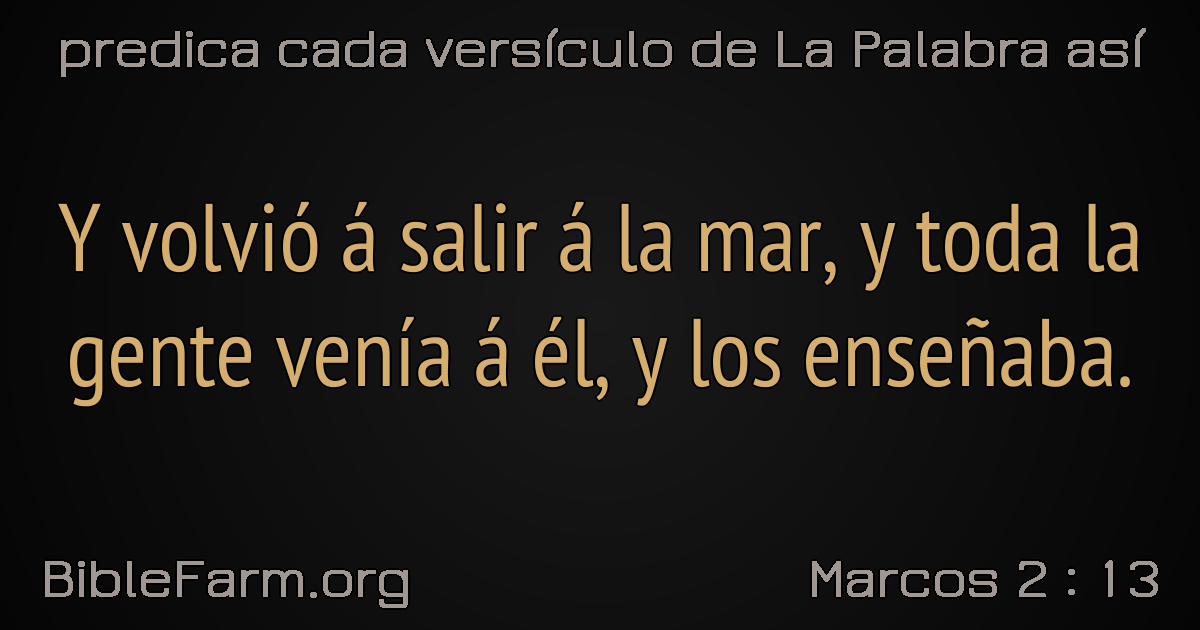 predica cada versículo de La Palabra así
Y volvió á salir á la mar, y toda la
gente venía á él, y los enseñaba.
BibleFarm.org
Marcos 2 : 13